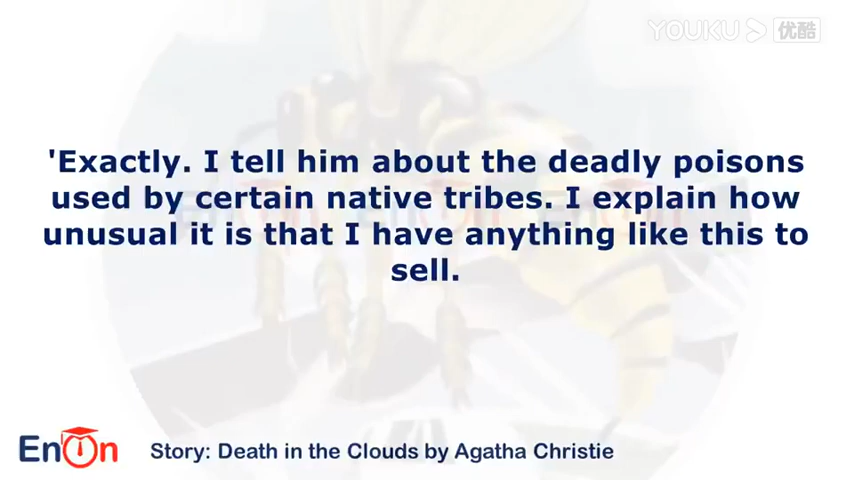 YOUKU 优酷
'Exactly. I tell him about the deadly poisons
used by certain native tribes. I explain how
unusual it is that I have anything like this to
sell.
EnOn
Story: Death in the Clouds by Agatha Christie